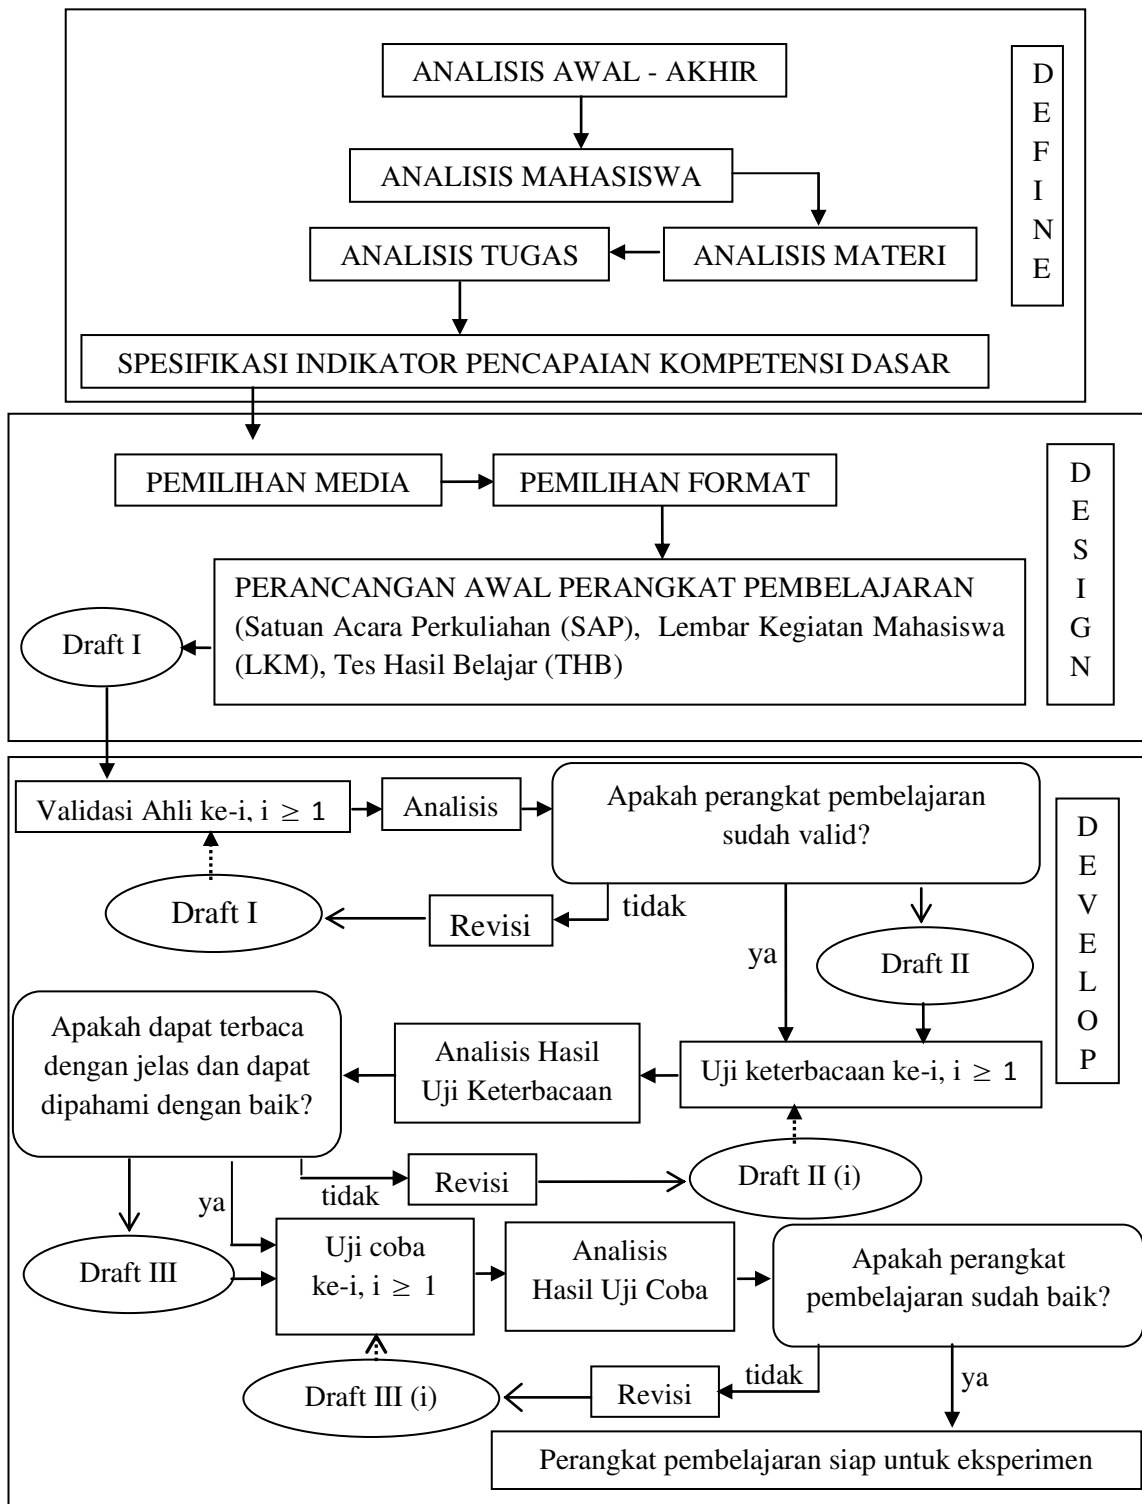 ANALISIS AWAL - AKHIR
ANALISIS MAHASISWA
ANALISIS TUGAS
ANALISIS MATERI
SPESIFIKASI INDIKATOR PENCAPAIAN KOMPETENSI DASAR
D
E
F
I
N
E
PEMILIHAN MEDIA
PEMILIHAN FORMAT
PERANCANGAN AWAL PERANGKAT PEMBELAJARAN
(Satuan Acara Perkuliahan (SAP), Lembar Kegiatan Mahasiswa
(LKM), Tes Hasil Belajar (THB)
Draft I
D
E
S
I
G
N
Validasi Ahli ke-i, i ≥ 1
Analisis
Apakah perangkat pembelajaran
sudah valid?
Draft I
Revisi
tidak
ya
Draft II
D
E
V
E
L
O
P
Apakah dapat terbaca
dengan jelas dan dapat
dipahami dengan baik?
Analisis Hasil
Uji Keterbacaan
Uji keterbacaan ke-i, i ≥ 1
ya
tidak
Revisi
Draft II (i)
Draft III
Uji coba
ke-i, i ≥ 1
Analisis
Hasil Uji Coba
Apakah perangkat
pembelajaran sudah baik?
Draft III (i)
Revisi
tidak
ya
Perangkat pembelajaran siap untuk eksperimen